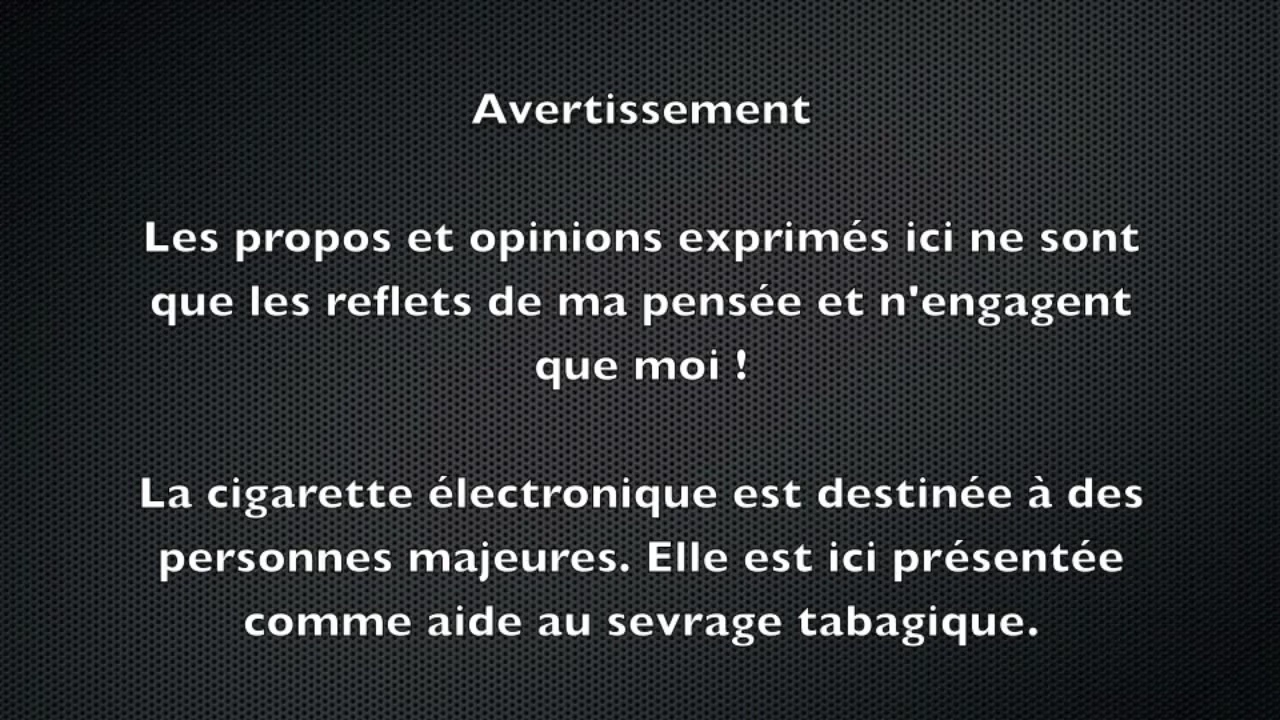 Avertissement
Les propos et opinions exprimés ici ne sont
que les reflets de ma pensée et n'engagent
que moi !
La cigarette électronique est destinée à des
personnes majeures. Elle est ici présentée
comme aide au sevrage tabagique.